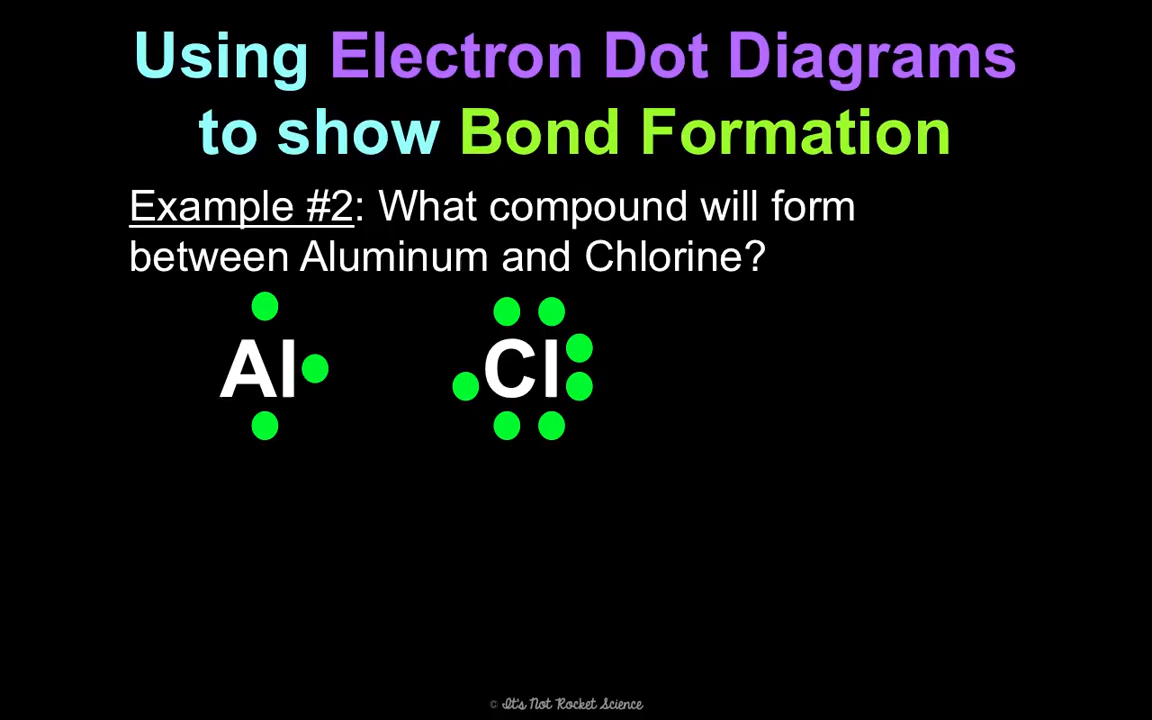 Using Electron Dot Diagrams
to show Bond Formation
Example #2: What compound will form
between Aluminum and Chlorine?
Al Cl
© It's Not Rocket Science